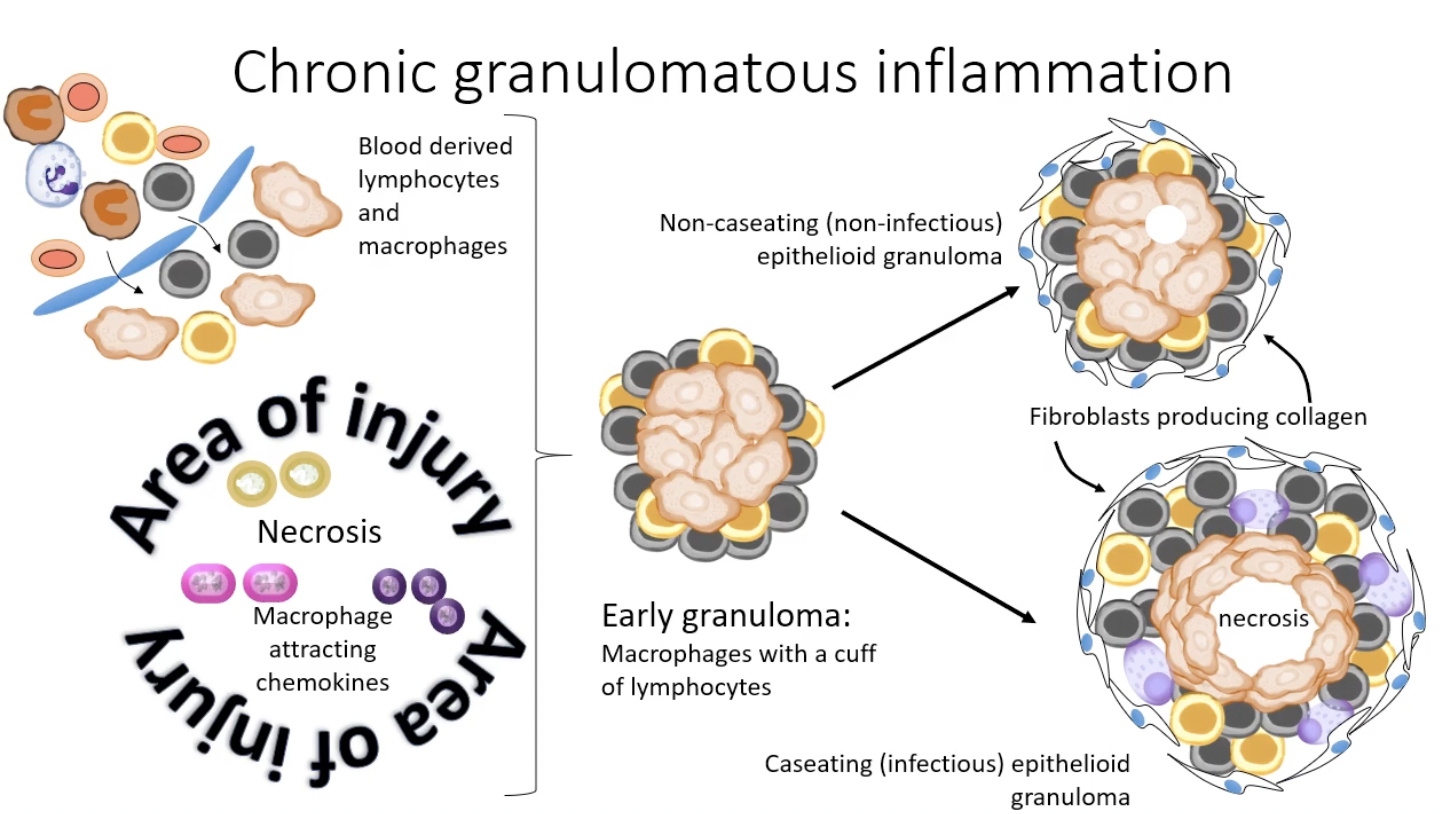 Chronic granulomatous inflammation
Blood derived
lymphocytes
and
macrophages
Area of injury
Necrosis
Macrophage
attracting
chemokines
Area of injury
Early granuloma:
Macrophages with a cuff
of lymphocytes
Non-caseating (non-infectious)
epithelioid granuloma
Fibroblasts producing collagen
necrosis
Caseating (infectious) epithelioid
granuloma